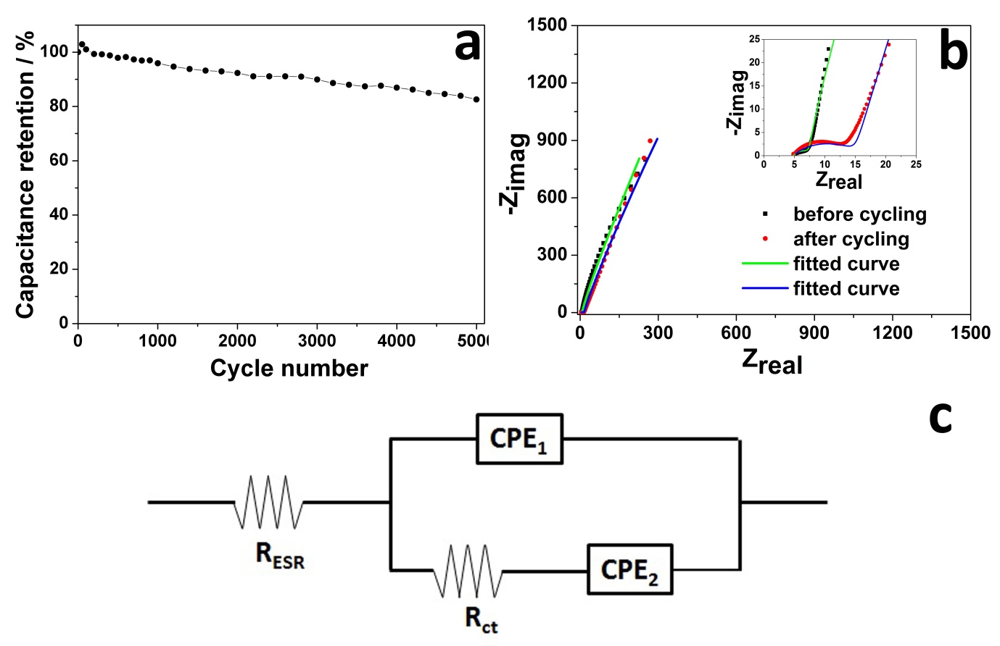 a
Capacitance retention / %
100
80
60
40
20
0
0 1000 2000 3000 4000 5000
Cycle number
b
-Zimag
1500
1200
900
600
300
0
0 300 600 900 1200 1500
Zreal
-Zimag
25
20
15
10
5
0
0 5 10 15 20 25
Zreal
before cycling
after cycling
fitted curve
fitted curve
c
CPE1
RESR
CPE2
Rct